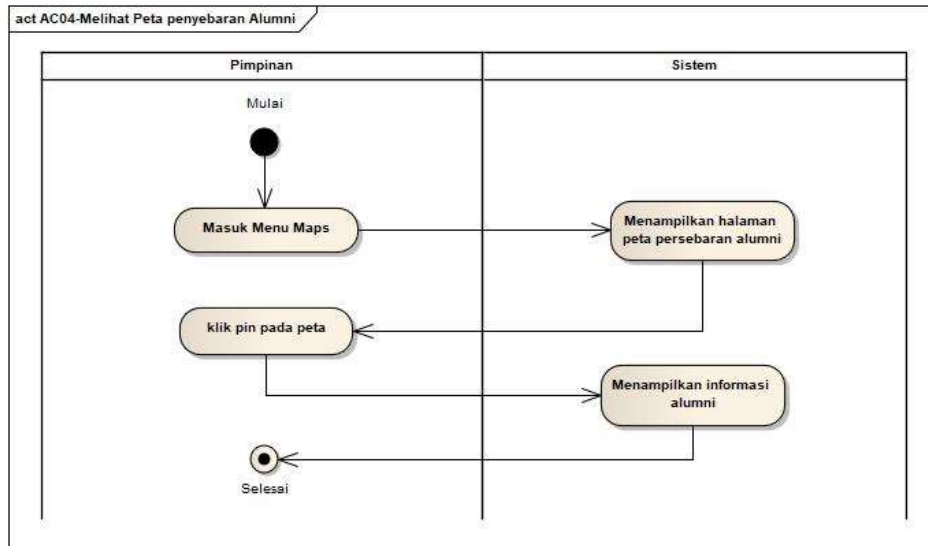 act AC04-Melihat Peta penyebaran Alumni
Pimpinan
Sistem
Mulai
Masuk Menu Maps
Menampilkan halaman
peta persebaran alumni
klik pin pada peta
Menampilkan informasi
alumni
Selesai